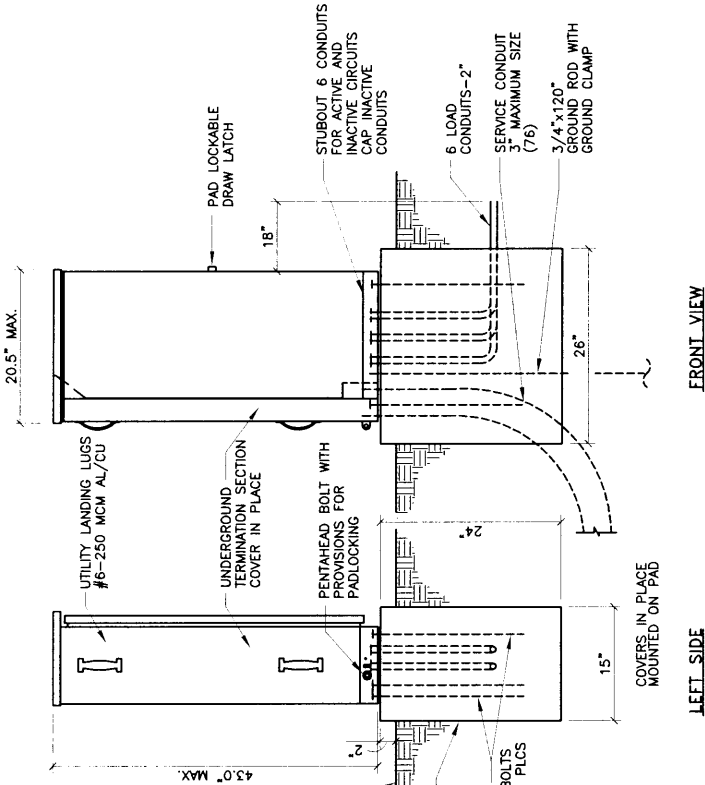 20.5" MAX.
PAD LOCKABLE
DRAW LATCH
18"
STUBOUT 6 CONDUITS
FOR ACTIVE AND
INACTIVE CIRCUITS
CAP INACTIVE
CONDUITS
6 LOAD
CONDUITS-2"
SERVICE CONDUIT
3" MAXIMUM SIZE
(76)
3/4"x120"
GROUND ROD WITH
GROUND CLAMP
26"
FRONT VIEW
UTILITY LANDING LUGS
#6-250 MCM AL/CU
UNDERGROUND
TERMINATION SECTION
COVER IN PLACE
PENTAHEAD BOLT WITH
PROVISIONS FOR
PADLOCKING
24"
43.0" MAX.
2"
15"
BOLTS
PLCS
COVERS IN PLACE
MOUNTED ON PAD
LEFT SIDE